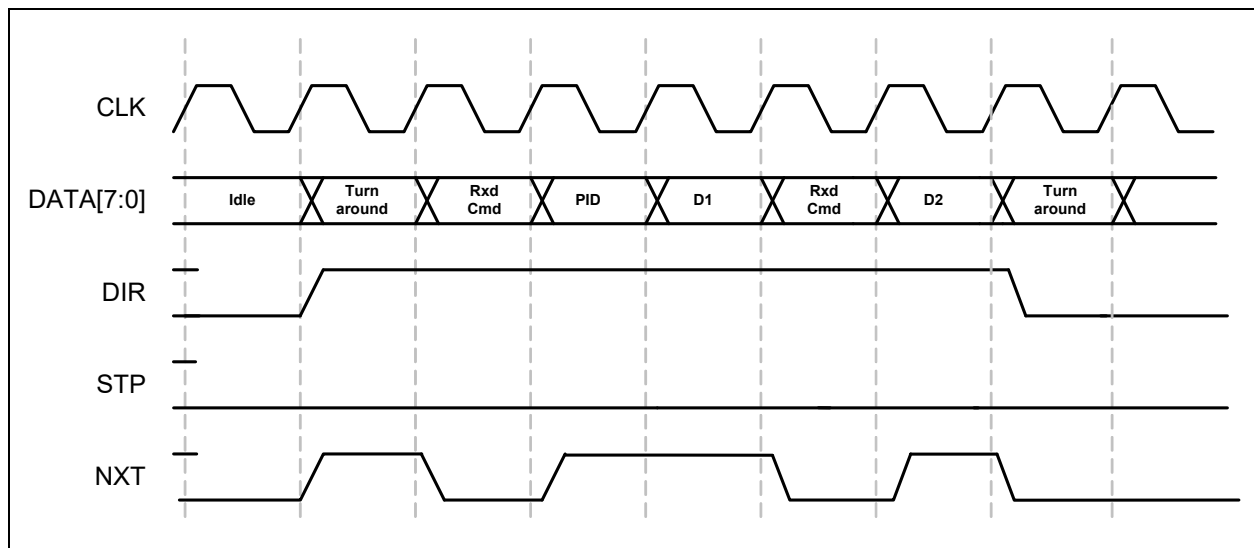 CLK
DATA[7:0]
Idle
Turn
around
Rxd
Cmd
PID
D1
Rxd
Cmd
D2
Turn
around
DIR
STP
NXT